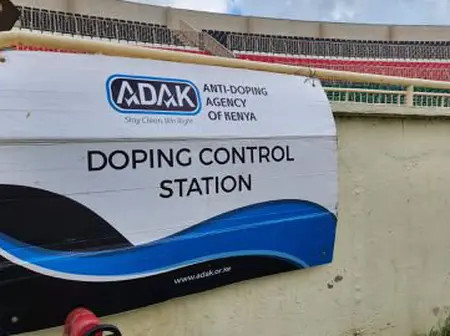 ADAK
ANTI-DOPING
AGENCY
OF KENYA
Stay Clean, Win Right
DOPING CONTROL
STATION
www.adak.or.ke